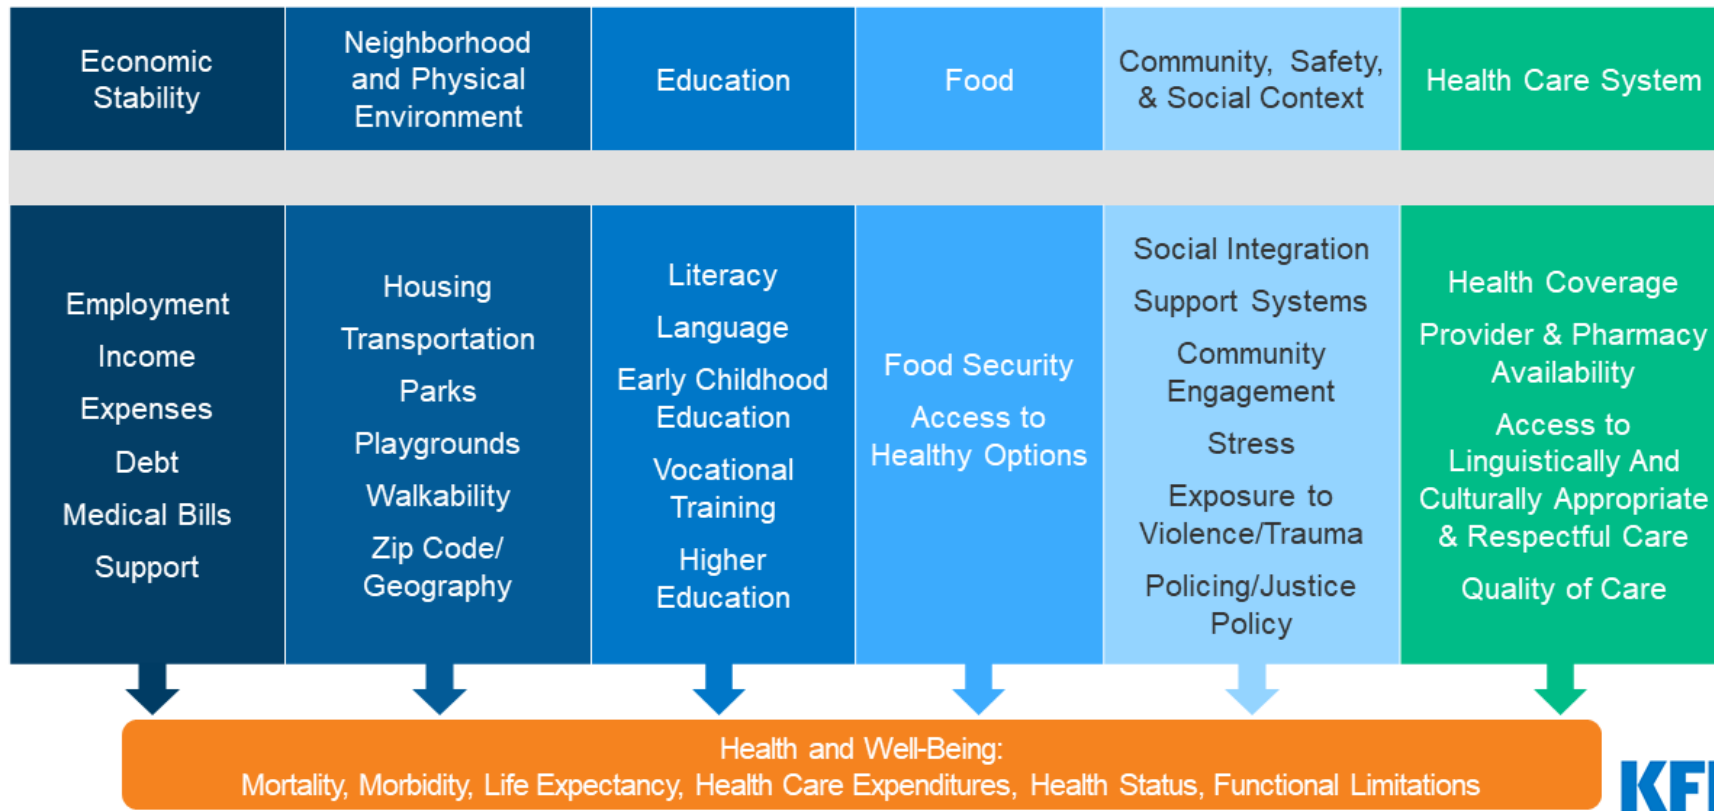 Economic
Stability
Neighborhood
and Physical
Environment
Education
Food
Community, Safety,
& Social Context
Health Care System
Employment
Income
Expenses
Debt
Medical Bills
Support
Housing
Transportation
Parks
Playgrounds
Walkability
Zip Code/
Geography
Literacy
Language
Early Childhood
Education
Vocational
Training
Higher
Education
Food Security
Access to
Healthy Options
Social Integration
Support Systems
Community
Engagement
Stress
Exposure to
Violence/Trauma
Policing/Justice
Policy
Health Coverage
Provider & Pharmacy
Availability
Access to
Linguistically And
Culturally Appropriate
& Respectful Care
Quality of Care
Health and Well-Being:
Mortality, Morbidity, Life Expectancy, Health Care Expenditures, Health Status, Functional Limitations